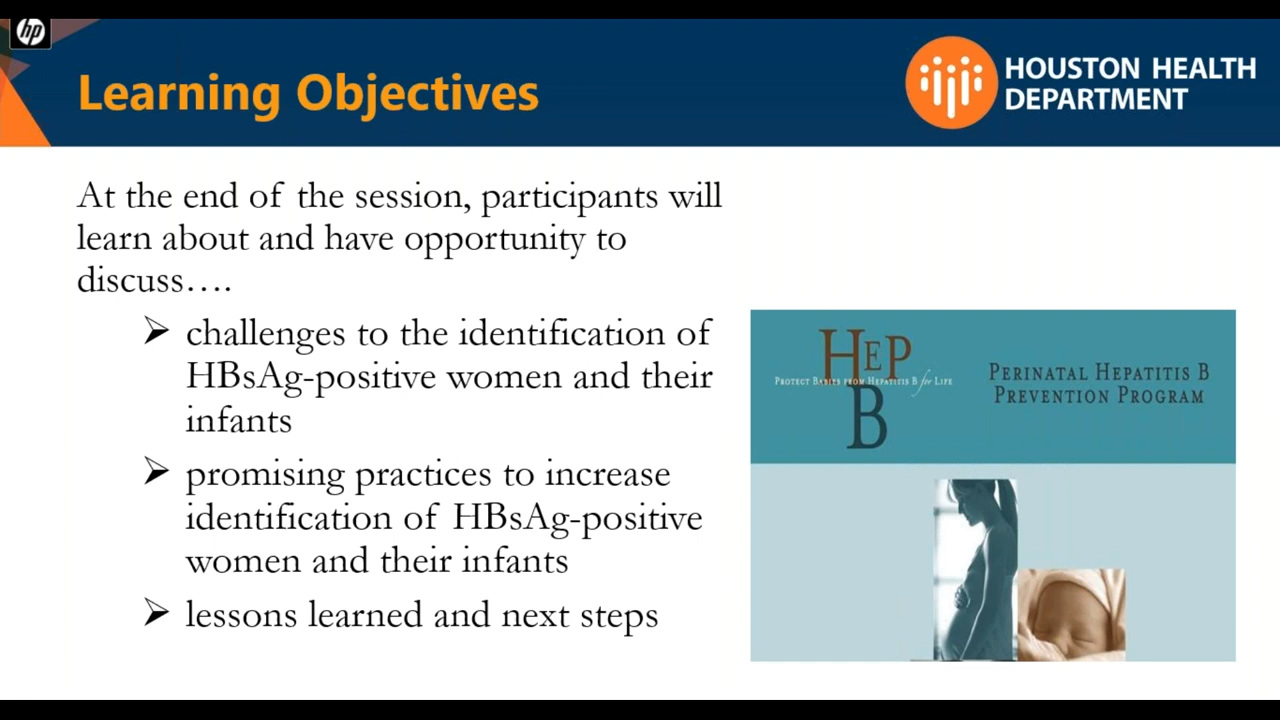 hp
Learning Objectives
HOUSTON HEALTH
DEPARTMENT
At the end of the session, participants will
learn about and have opportunity to
discuss….
➢ challenges to the identification of
HBsAg-positive women and their
infants
➢ promising practices to increase
identification of HBsAg-positive
women and their infants
➢ lessons learned and next steps
HEP
PROTECT BABIES FROM HEPATITIS B for LIFE
B
PERINATAL HEPATITIS B
PREVENTION PROGRAM